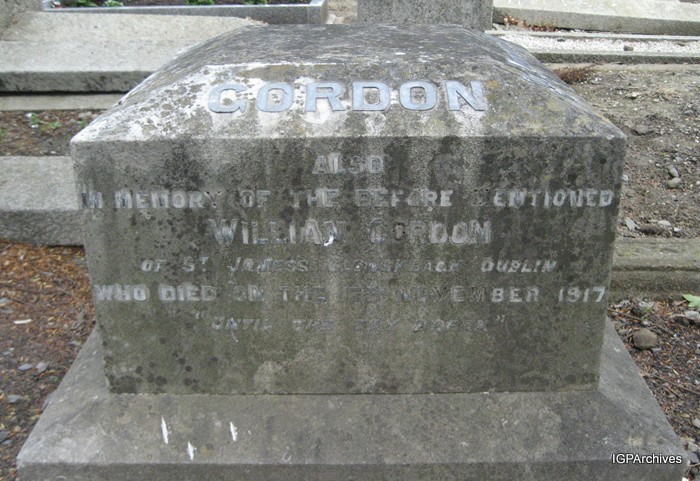 GORDON
ALSO
IN MEMORY OF THE BEFORE MENTIONED
WILLIAM GORDON
OF ST JAMES'S DUBLIN
WHO DIED ON THE NOVEMBER 1917
"UNTIL THE DAY BREAK"
IGPArchives